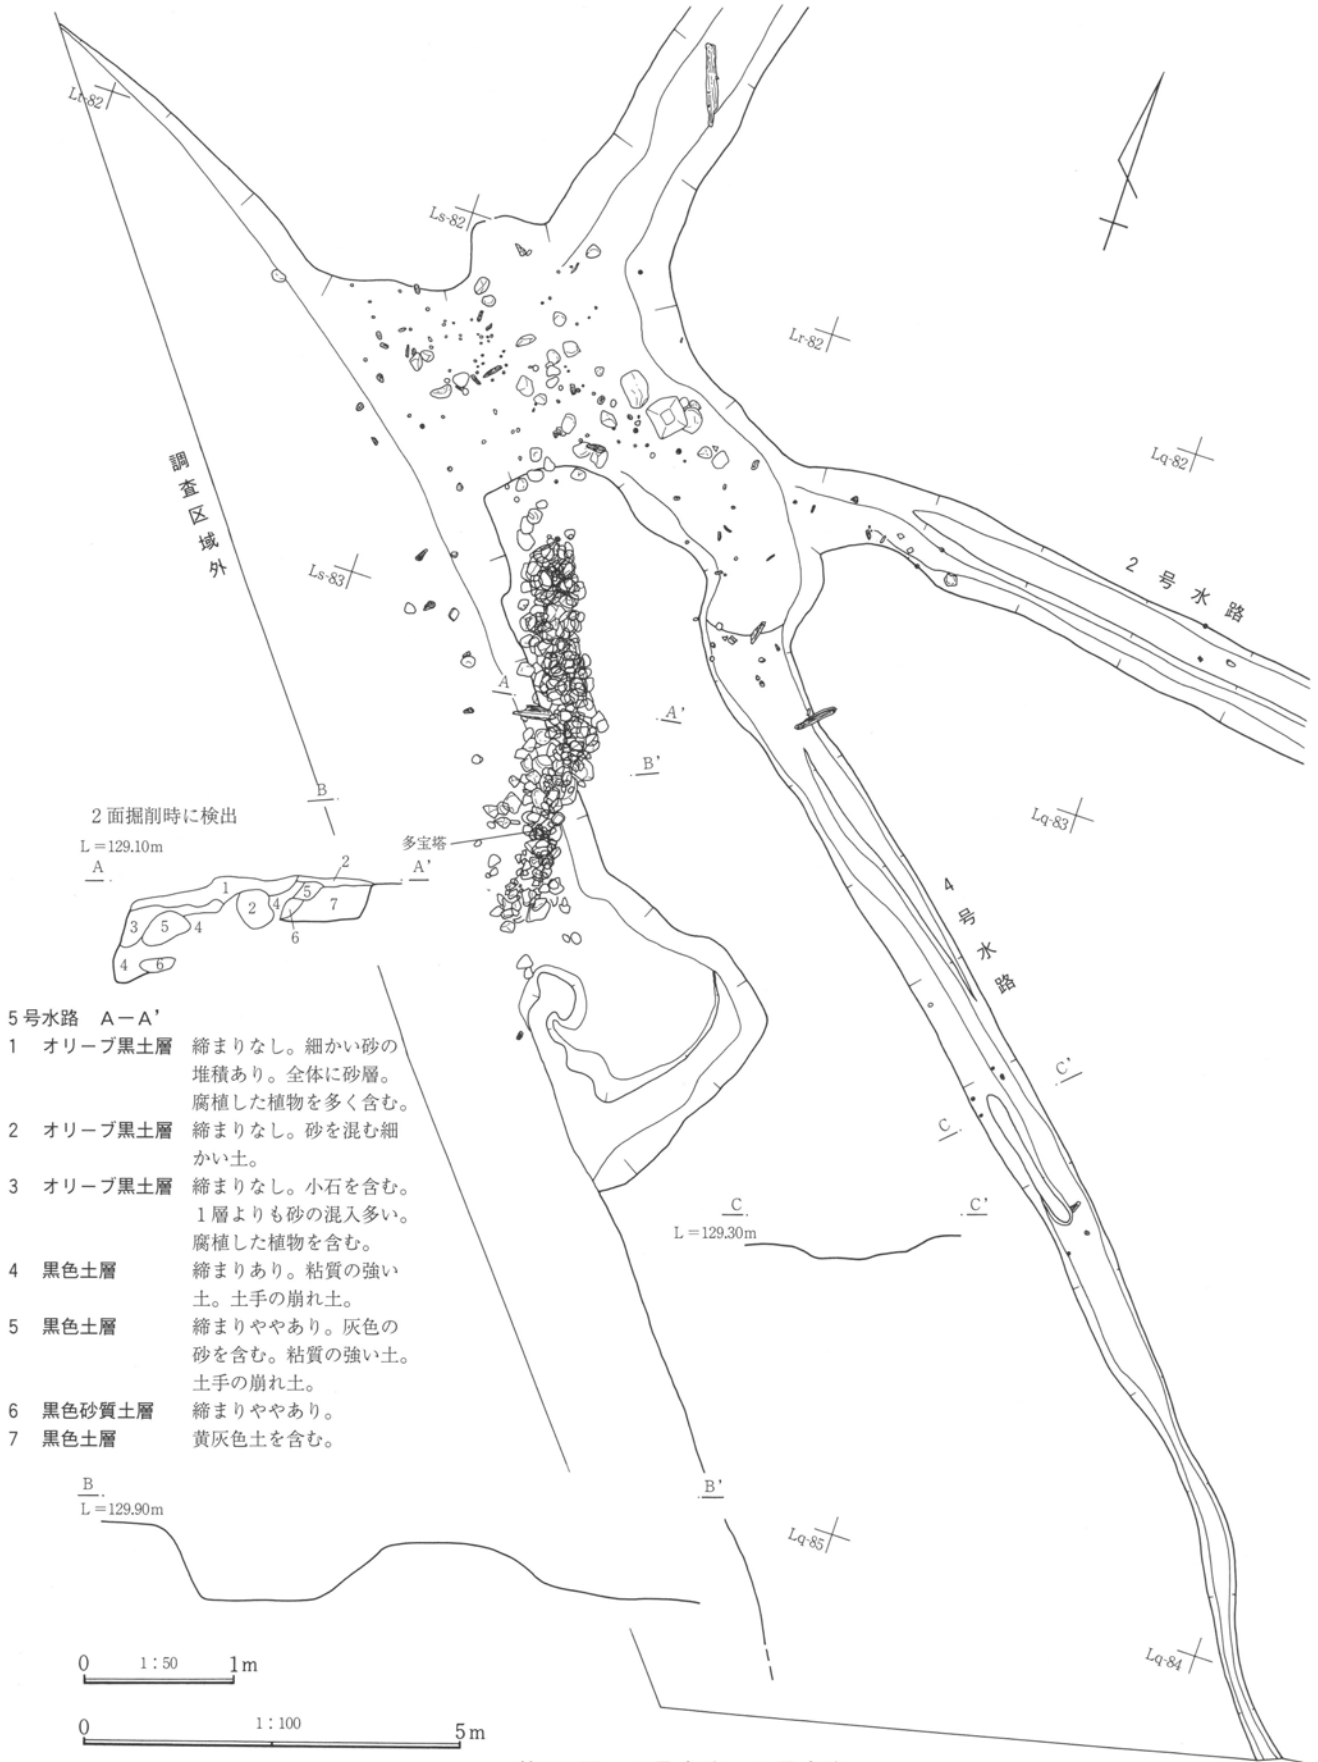 Lt-82
Ls-82
Lr-82
Lq-82
調査区域外
Ls-83
2号水路
A
A'
B'
B
2面掘削時に検出
L=129.10m
A
A'
多宝塔
Lq-83
1
2
2
3
4
5
4
5
7
6
4
6
4号水路
5号水路 A－A'
1 オリーブ黒土層 締まりなし。細かい砂の
堆積あり。全体に砂層。
腐植した植物を多く含む。
2 オリーブ黒土層 締まりなし。砂を混む細
かい土。
3 オリーブ黒土層 締まりなし。小石を含む。
1層よりも砂の混入多い。
腐植した植物を含む。
4 黒色土層 締まりあり。粘質の強い
土。土手の崩れ土。
5 黒色土層 締まりややあり。灰色の
砂を含む。粘質の強い土。
土手の崩れ土。
6 黒色砂質土層 締まりややあり。
7 黒色土層 黄灰色土を含む。
C'
C
C
C'
L=129.30m
B
B'
L=129.90m
Lq-85
Lq-84
0 1:50 1m
0 1:100 5m